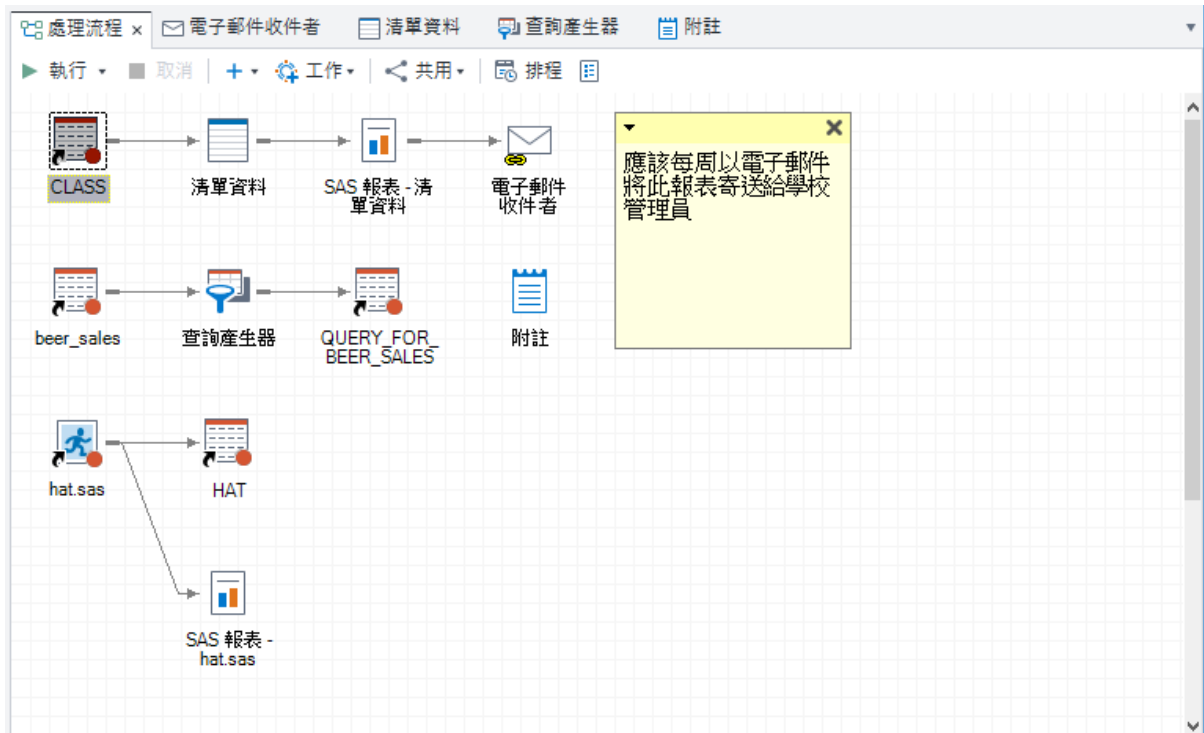 處理流程
電子郵件收件者
清單資料
查詢產生器
附註
執行
取消
工作
共用
排程
CLASS
清單資料
SAS 報表 - 清
單資料
電子郵件
收件者
應該每周以電子郵件
將此報表寄送給學校
管理員
beer_sales
查詢產生器
QUERY_FOR_
BEER_SALES
附註
hat.sas
HAT
SAS 報表 -
hat.sas